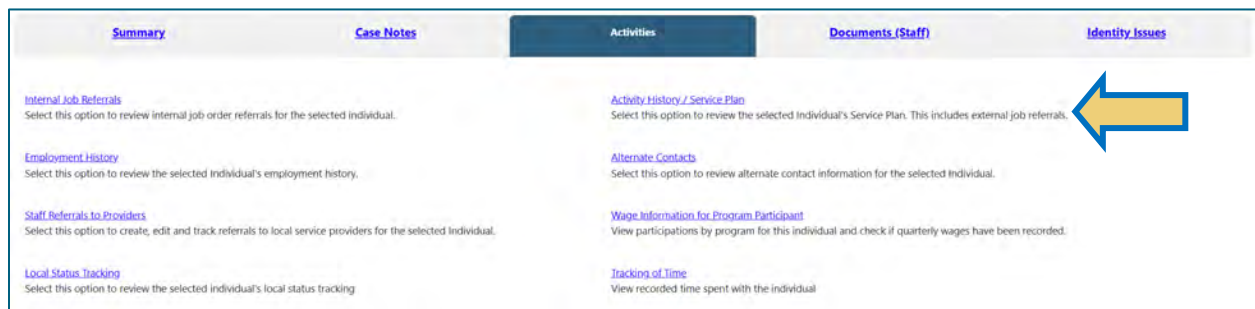 Summary
Case Notes
Activities
Documents (Staff)
Identity Issues
Internal Job Referrals
Select this option to review internal job order referrals for the selected individual.
Activity History / Service Plan
Select this option to review the selected Individual's Service Plan. This includes external job referrals.
Employment History
Select this option to review the selected Individual's employment history.
Alternate Contacts
Select this option to review alternate contact information for the selected Individual.
Staff Referrals to Providers
Select this option to create, edit and track referrals to local service providers for the selected Individual.
Wage Information for Program Participant
View participations by program for this individual and check if quarterly wages have been recorded.
Local Status Tracking
Select this option to review the selected individual's local status tracking
Tracking of Time
View recorded time spent with the individual